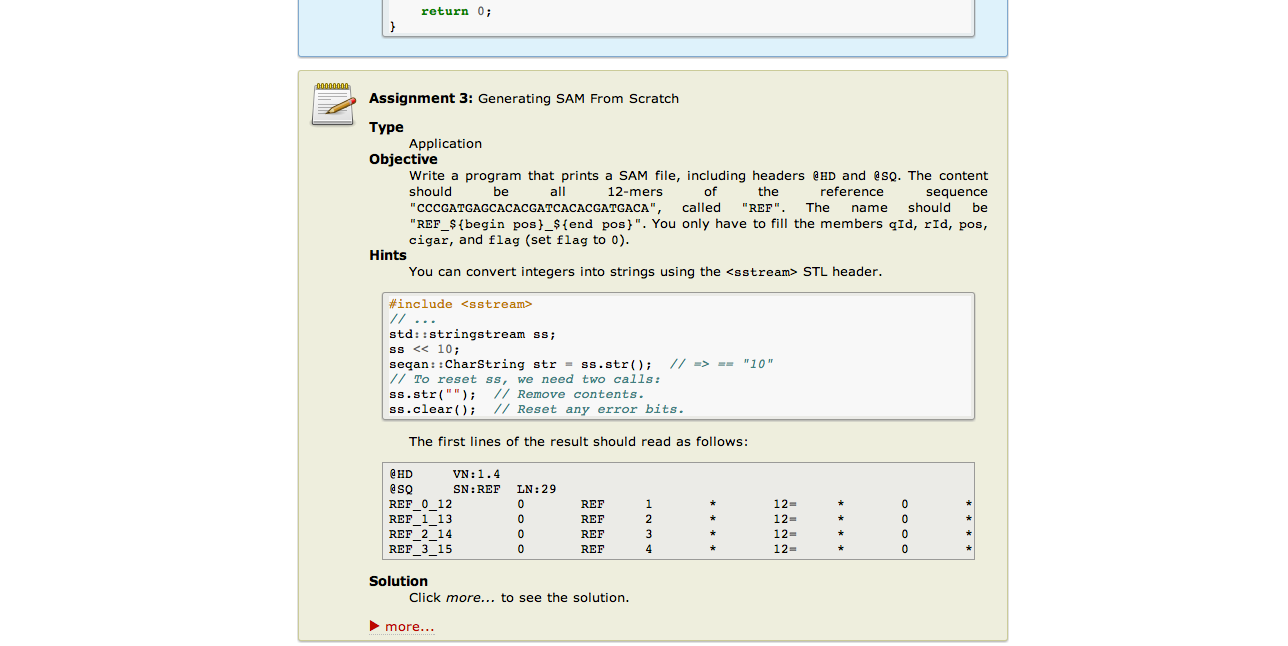 return 0;
}
Assignment 3: Generating SAM From Scratch
Type
Application
Objective
Write a program that prints a SAM file, including headers @HD and @SQ. The content
should be all 12-mers of the reference sequence
"CCCGATGAGCACACGATCACACGATGACA", called "REF". The name should be
"REF_${begin pos}_${end pos}". You only have to fill the members qId, rId, pos,
cigar, and flag (set flag to 0).
Hints
You can convert integers into strings using the <sstream> STL header.
#include <sstream>
// ...
std::stringstream ss;
ss << 10;
seqan::CharString str = ss.str();  // => == "10"
// To reset ss, we need two calls:
ss.str("");  // Remove contents.
ss.clear();  // Reset any error bits.
The first lines of the result should read as follows:
@HD VN:1.4
@SQ SN:REF LN:29
REF_0_12 0 REF 1 * 12= * 0 *
REF_1_13 0 REF 2 * 12= * 0 *
REF_2_14 0 REF 3 * 12= * 0 *
REF_3_15 0 REF 4 * 12= * 0 *
Solution
Click more... to see the solution.
more...